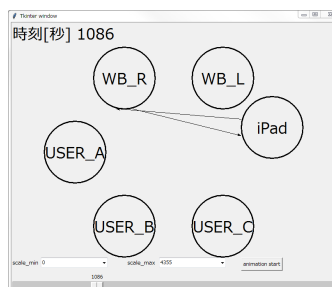 Tkinter window
時刻[秒] 1086
WB_R
WB_L
iPad
USER_A
USER_B
USER_C
scale_min 0
scale_max 4355
animation start
1086